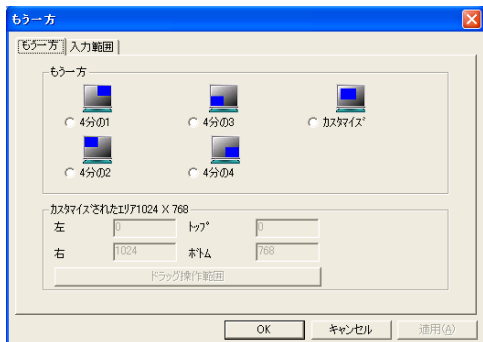 もう一方
もう一方 入力範囲
もう一方
4分の1 4分の3 カスタマイズ
4分の2 4分の4
カスタマイズされたエリア1024 X 768
左 0 トップ 0
右 1024 ボトム 768
ドラッグ操作範囲
OK キャンセル 適用(A)